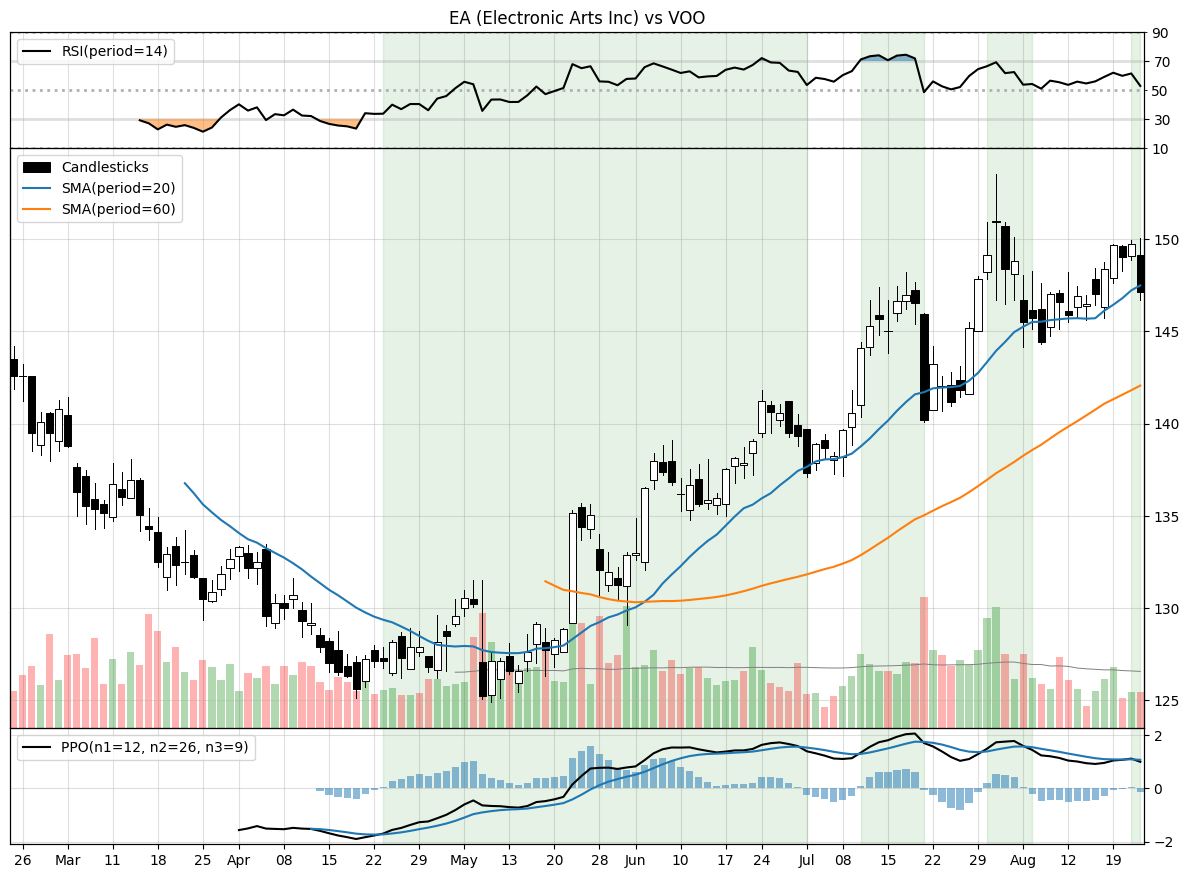 EA (Electronic Arts Inc) vs VOO
RSI(period=14)
90
70
50
30
10
Candlesticks
SMA(period=20)
SMA(period=60)
150
145
140
135
130
125
PPO(n1=12, n2=26, n3=9)
2
0
−2
26 Mar 11 18 25 Apr 08 15 22 29 May 13 20 28 Jun 10 17 24 Jul 08 15 22 29 Aug 12 19